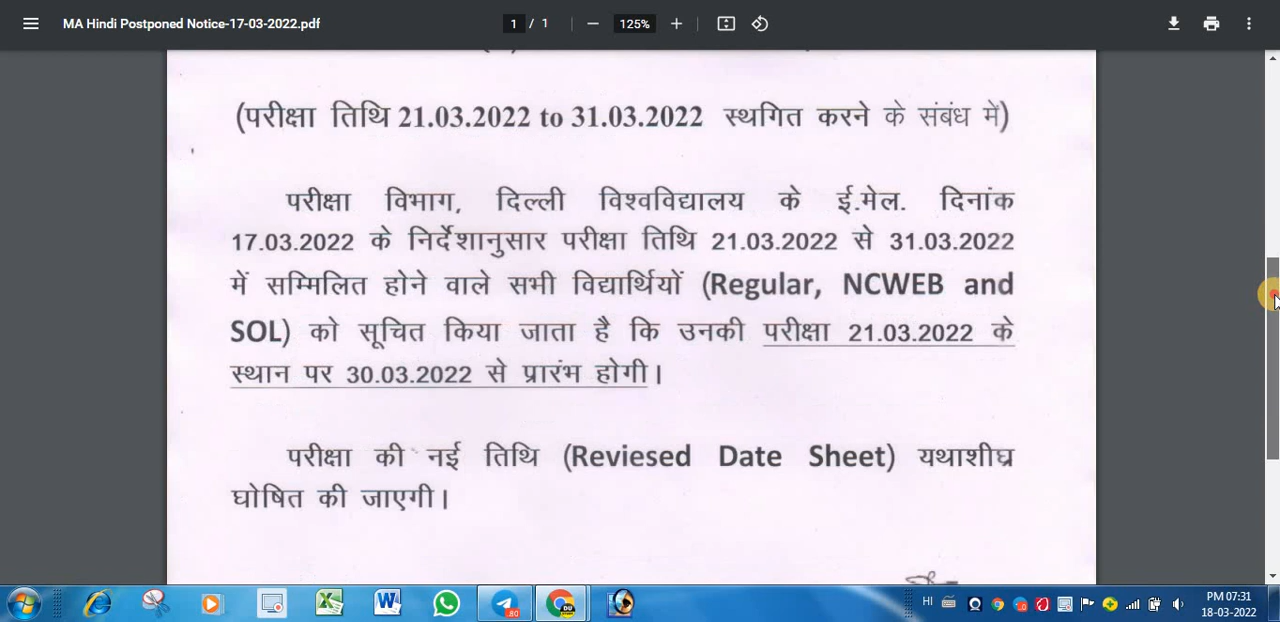 MA Hindi Postponed Notice-17-03-2022.pdf
1 / 1
125%
(परीक्षा तिथि 21.03.2022 to 31.03.2022 स्थगित करने के संबंध में)
परीक्षा विभाग, दिल्ली विश्वविद्यालय के ई.मेल. दिनांक
17.03.2022 के निर्देशानुसार परीक्षा तिथि 21.03.2022 से 31.03.2022
में सम्मिलित होने वाले सभी विद्यार्थियों (Regular, NCWEB and
SOL) को सूचित किया जाता है कि उनकी परीक्षा 21.03.2022 के
स्थान पर 30.03.2022 से प्रारंभ होगी।
परीक्षा की नई तिथि (Reviesed Date Sheet) यथाशीघ्र
घोषित की जाएगी।
80
DU
HI
PM 07:31
18-03-2022